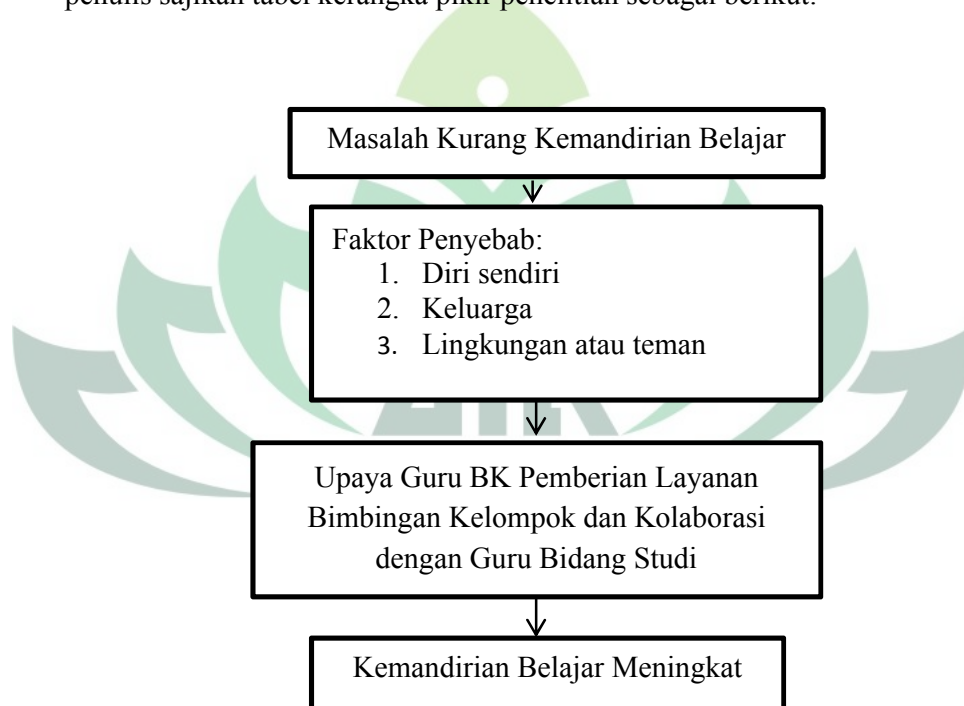 penulis sajikan tabel kerangka pikir penelitian sebagai berikut:
Masalah Kurang Kemandirian Belajar
Faktor Penyebab:
1. Diri sendiri
2. Keluarga
3. Lingkungan atau teman
Upaya Guru BK Pemberian Layanan
Bimbingan Kelompok dan Kolaborasi
dengan Guru Bidang Studi
Kemandirian Belajar Meningkat